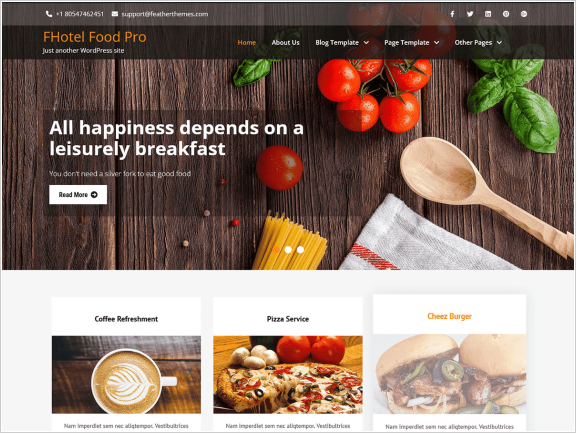 +1 80547462451 support@featherthemes.com
FHotel Food Pro
Just another WordPress site
Home About Us Blog Template Page Template Other Pages
All happiness depends on a
leisurely breakfast
You don't need a silver fork to eat good food
Read More
Coffee Refreshment Pizza Service Cheez Burger
Nam imperdiet sem nec aliqtempor. Vestibultrices Nam imperdiet sem nec aliqtempor. Vestibultrices Nam imperdiet sem nec aliqtempor. Vestibultrices